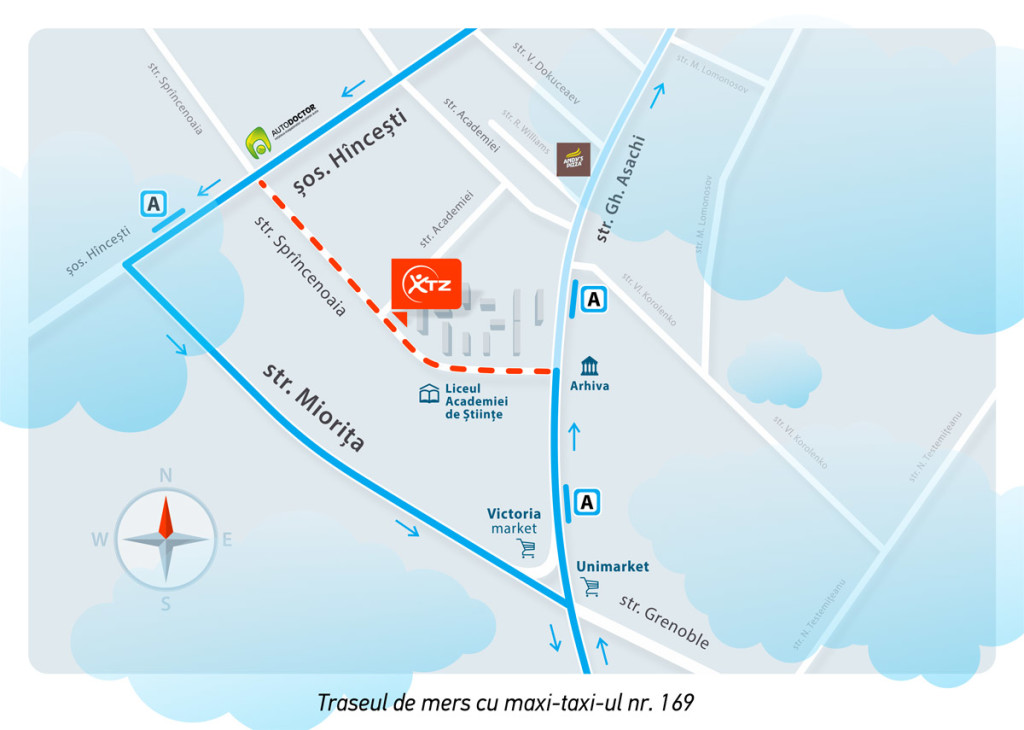 str. V. Dokuceaev
str. M. Lomonosov
str. Sprîncenoaia
AUTODOCTOR
șos. Hîncești
str. Academiei
str. R. Williams
ANDY'S
PIZZA
str. Gh. Asachi
A
șos. Hîncești
str. Sprîncenoaia
str. Academiei
str. M. Lomonosov
XTZ
A
str. Vl. Korolenko
Arhiva
Liceul
Academiei
de Științe
str. Miorița
str. Vl. Korolenko
str. N. Testemițeanu
N
W
E
S
A
Victoria
market
Unimarket
str. Grenoble
str. N. Testemițeanu
Traseul de mers cu maxi-taxi-ul nr. 169